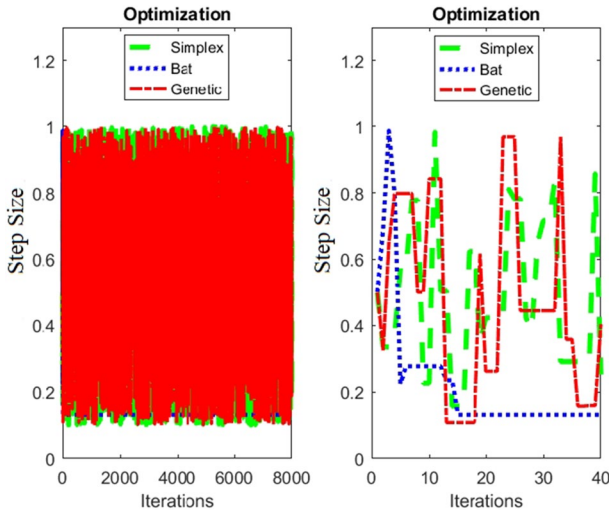 Optimization
Simplex
Bat
Genetic
1.2
1
0.8
0.6
0.4
0.2
0
Step Size
0 2000 4000 6000 8000
Iterations
Optimization
Simplex
Bat
Genetic
1.2
1
0.8
0.6
0.4
0.2
0
Step Size
0 10 20 30 40
Iterations